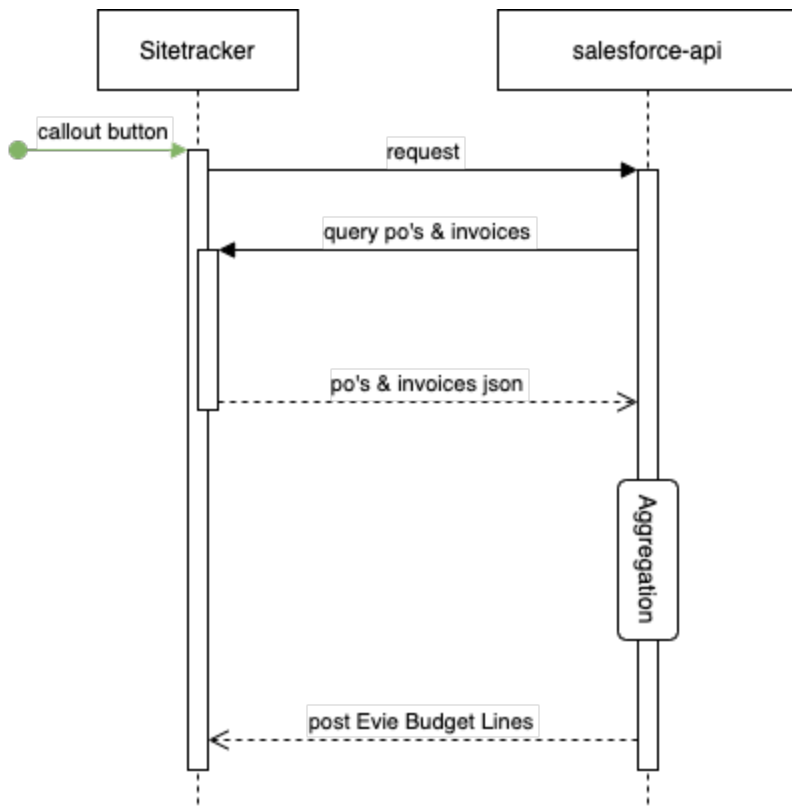 Sitetracker
salesforce-api
callout button
request
query po's & invoices
po's & invoices json
Aggregation
post Evie Budget Lines